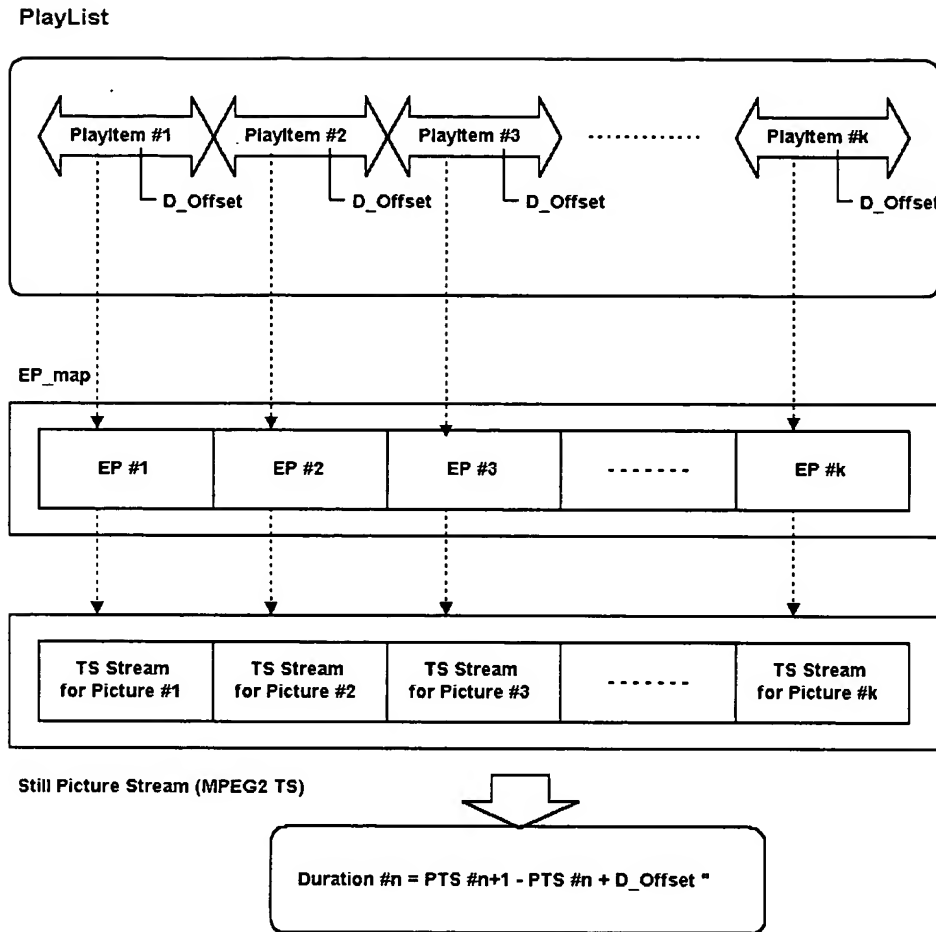 PlayList
PlayItem #1 PlayItem #2 PlayItem #3 PlayItem #k
D_Offset D_Offset D_Offset D_Offset
EP_map
EP #1 EP #2 EP #3 EP #k
TS Stream for Picture #1
TS Stream for Picture #2
TS Stream for Picture #3
TS Stream for Picture #k
Still Picture Stream (MPEG2 TS)
Duration #n = PTS #n+1 - PTS #n + D_Offset "